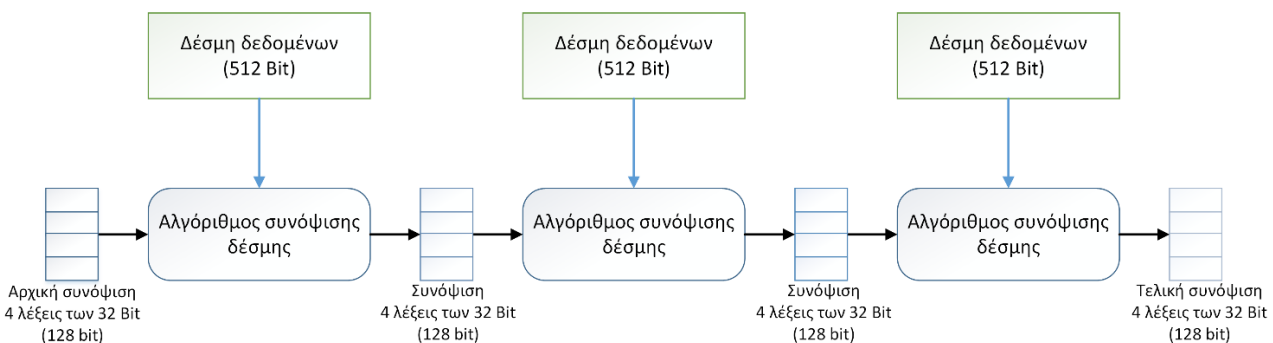 Δέσμη δεδομένων
(512 Bit)
Δέσμη δεδομένων
(512 Bit)
Δέσμη δεδομένων
(512 Bit)
Αλγόριθμος συνόψισης
δέσμης
Αλγόριθμος συνόψισης
δέσμης
Αλγόριθμος συνόψισης
δέσμης
Αρχική συνόψιση
4 λέξεις των 32 Bit
(128 bit)
Συνόψιση
4 λέξεις των 32 Bit
(128 bit)
Συνόψιση
4 λέξεις των 32 Bit
(128 bit)
Τελική συνόψιση
4 λέξεις των 32 Bit
(128 bit)